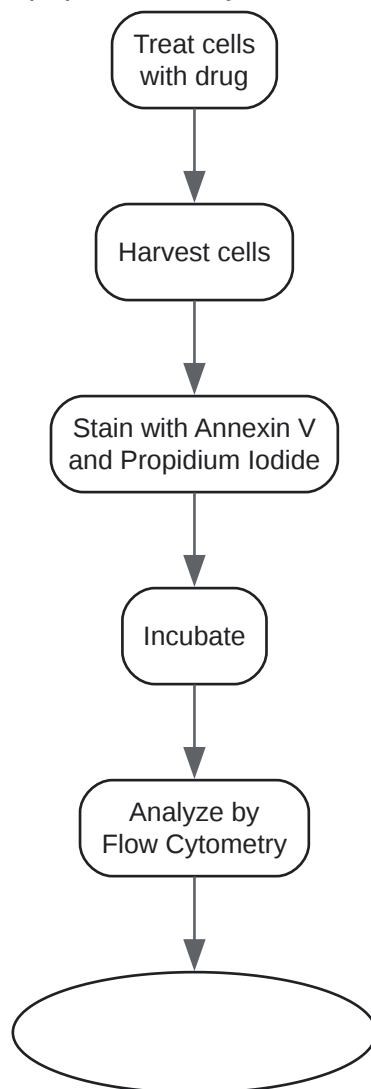 Treat cells
with drug
Harvest cells
Stain with Annexin V
and Propidium Iodide
Incubate
Analyze by
Flow Cytometry